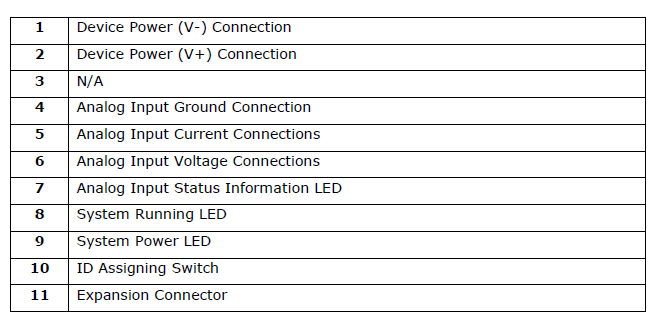 1 Device Power (V-) Connection
2 Device Power (V+) Connection
3 N/A
4 Analog Input Ground Connection
5 Analog Input Current Connections
6 Analog Input Voltage Connections
7 Analog Input Status Information LED
8 System Running LED
9 System Power LED
10 ID Assigning Switch
11 Expansion Connector